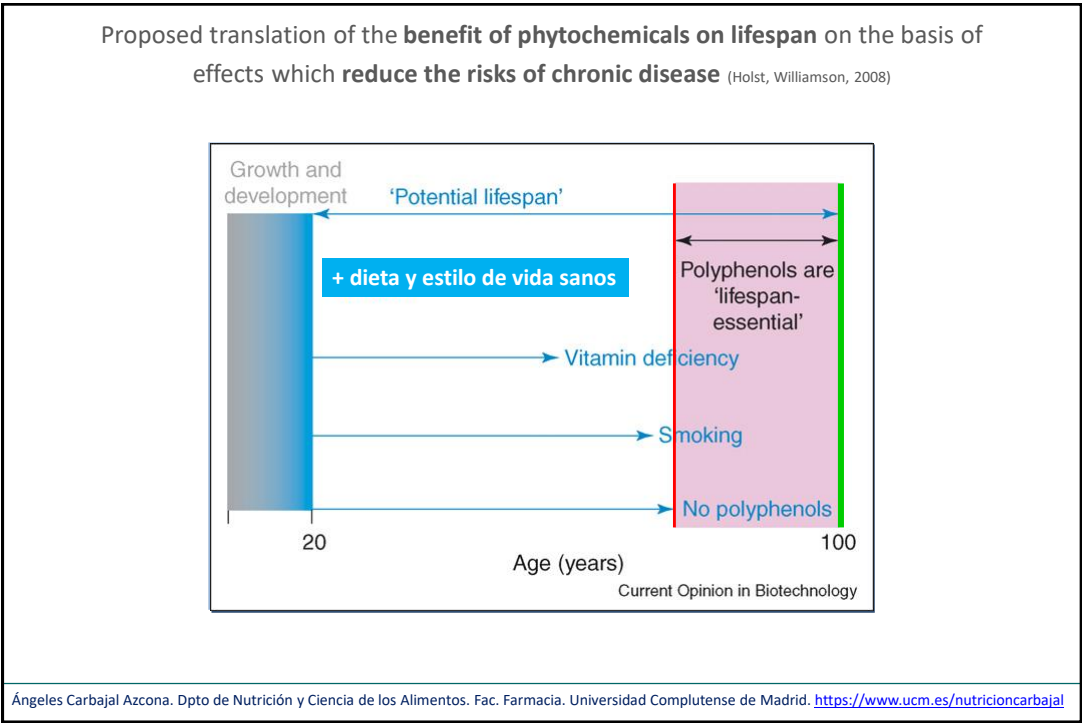 Proposed translation of the benefit of phytochemicals on lifespan on the basis of
effects which reduce the risks of chronic disease (Holst, Williamson, 2008)
Growth and
development
'Potential lifespan'
+ dieta y estilo de vida sanos
Polyphenols are
'lifespan-
essential'
Vitamin deficiency
Smoking
No polyphenols
20
100
Age (years)
Current Opinion in Biotechnology
Ángeles Carbajal Azcona. Dpto de Nutrición y Ciencia de los Alimentos. Fac. Farmacia. Universidad Complutense de Madrid. https://www.ucm.es/nutricioncarbajal